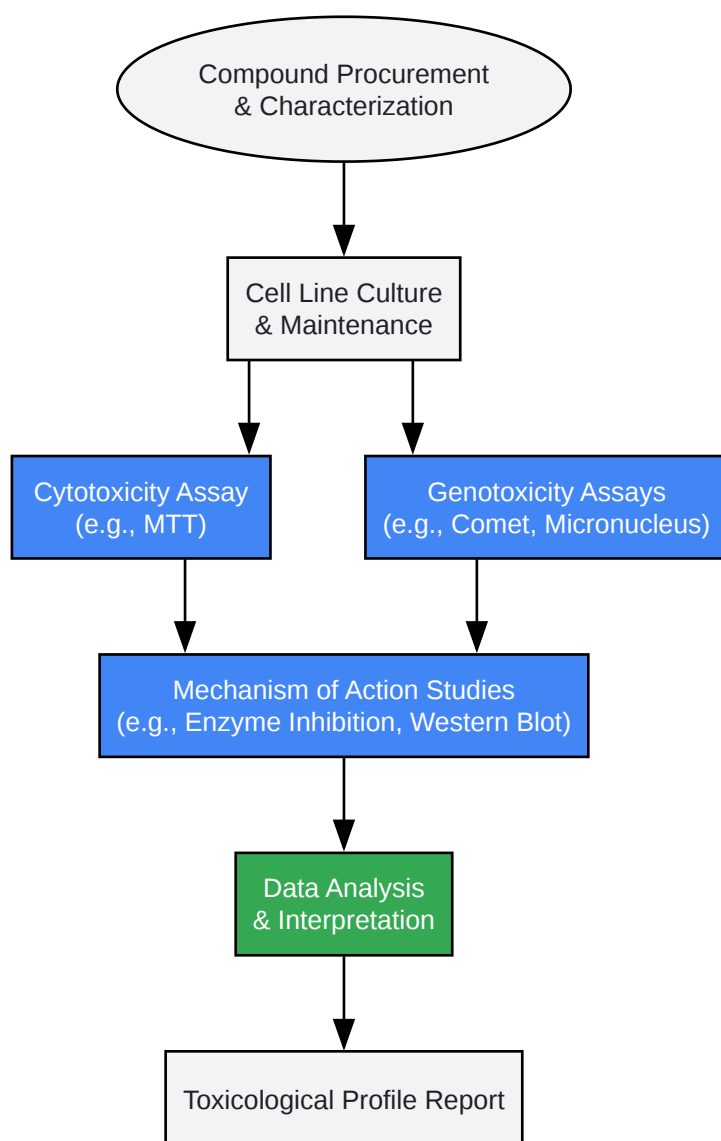 Compound Procurement
& Characterization
Cell Line Culture
& Maintenance
Cytotoxicity Assay
(e.g., MTT)
Genotoxicity Assays
(e.g., Comet, Micronucleus)
Mechanism of Action Studies
(e.g., Enzyme Inhibition, Western Blot)
Data Analysis
& Interpretation
Toxicological Profile Report